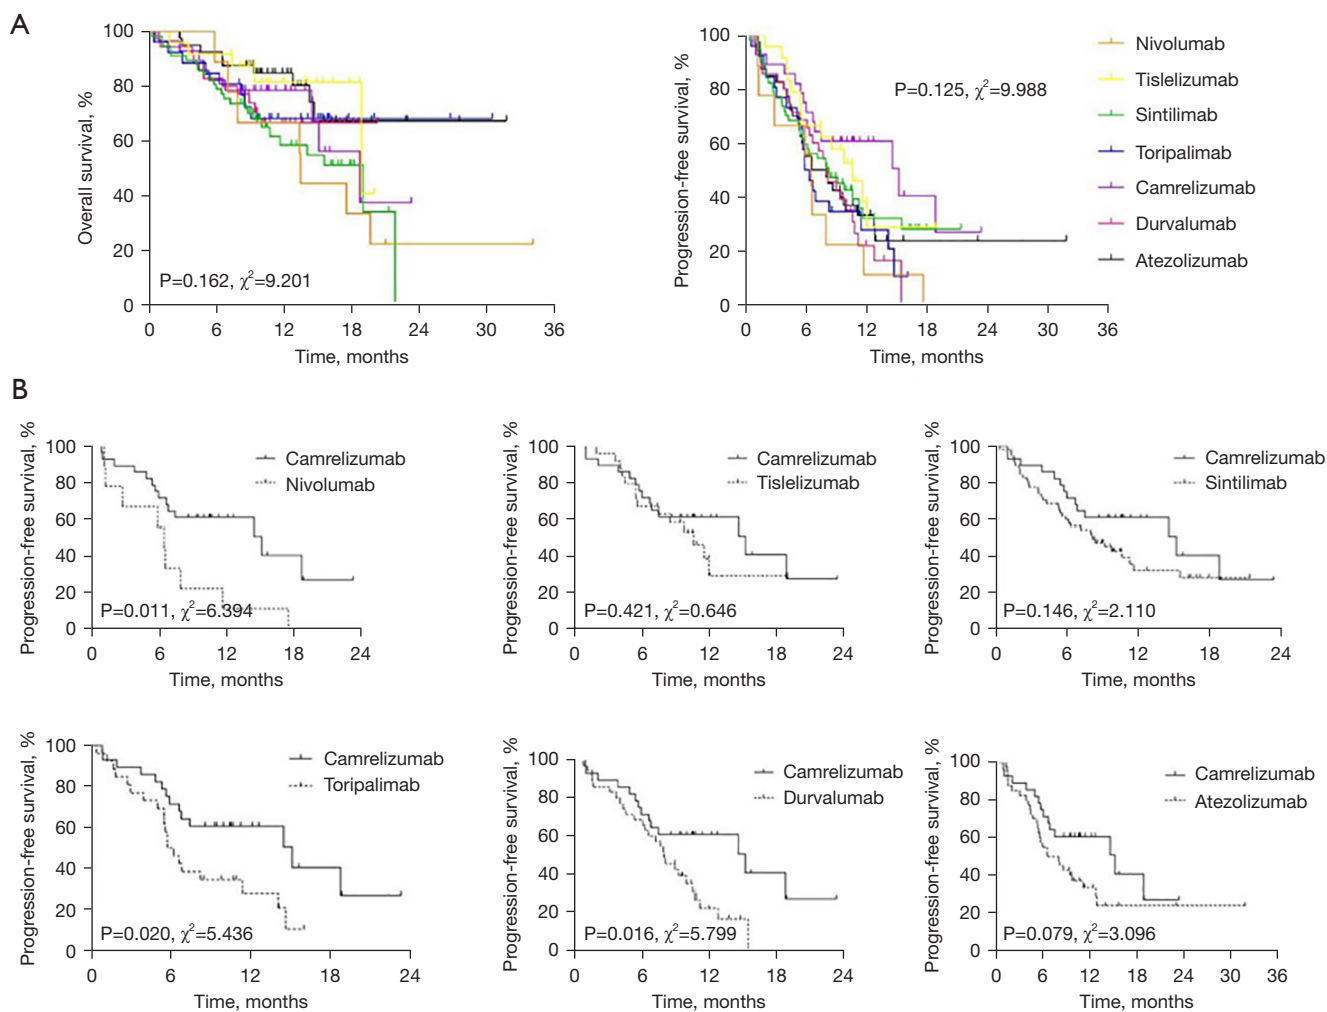 A
Overall survival, %
100
80
60
40
20
0
P=0.162, χ²=9.201
0 6 12 18 24 30 36
Time, months
Progression-free survival, %
100
80
60
40
20
0
P=0.125, χ²=9.988
0 6 12 18 24 30 36
Time, months
Nivolumab
Tislelizumab
Sintilimab
Toripalimab
Camrelizumab
Durvalumab
Atezolizumab
B
Progression-free survival, %
100
80
60
40
20
0
Camrelizumab
Nivolumab
P=0.011, χ²=6.394
0 6 12 18 24
Time, months
Progression-free survival, %
100
80
60
40
20
0
Camrelizumab
Tislelizumab
P=0.421, χ²=0.646
0 6 12 18 24
Time, months
Progression-free survival, %
100
80
60
40
20
0
Camrelizumab
Sintilimab
P=0.146, χ²=2.110
0 6 12 18 24
Time, months
Progression-free survival, %
100
80
60
40
20
0
Camrelizumab
Toripalimab
P=0.020, χ²=5.436
0 6 12 18 24
Time, months
Progression-free survival, %
100
80
60
40
20
0
Camrelizumab
Durvalumab
P=0.016, χ²=5.799
0 6 12 18 24
Time, months
Progression-free survival, %
100
80
60
40
20
0
Camrelizumab
Atezolizumab
P=0.079, χ²=3.096
0 6 12 18 24 30 36
Time, months